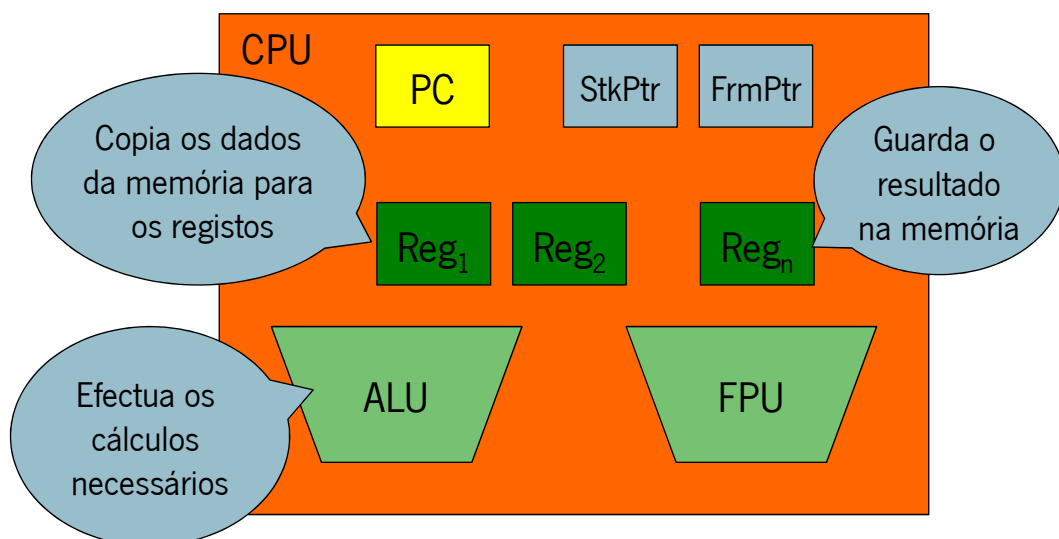 CPU
PC
StkPtr
FrmPtr
Copia os dados
da memória para
os registos
Guarda o
resultado
na memória
Reg1
Reg2
Regn
Efectua os
cálculos
necessários
ALU
FPU